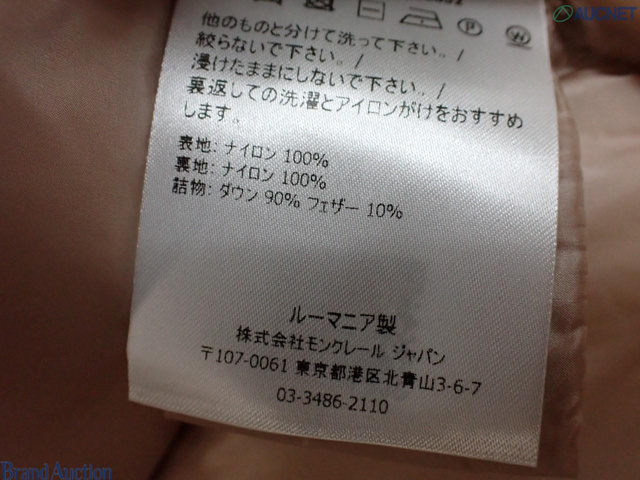 AUCNET
他のものと分けて洗って下さい。/
絞らないで下さい。/
浸けたままにしないで下さい。/
裏返しての洗濯とアイロンがけをおすすめ
します。
表地: ナイロン 100%
裏地: ナイロン 100%
詰物: ダウン 90% フェザー 10%
ルーマニア製
株式会社モンクレール ジャパン
〒107-0061 東京都港区北青山3-6-7
03-3486-2110
Brand Auction